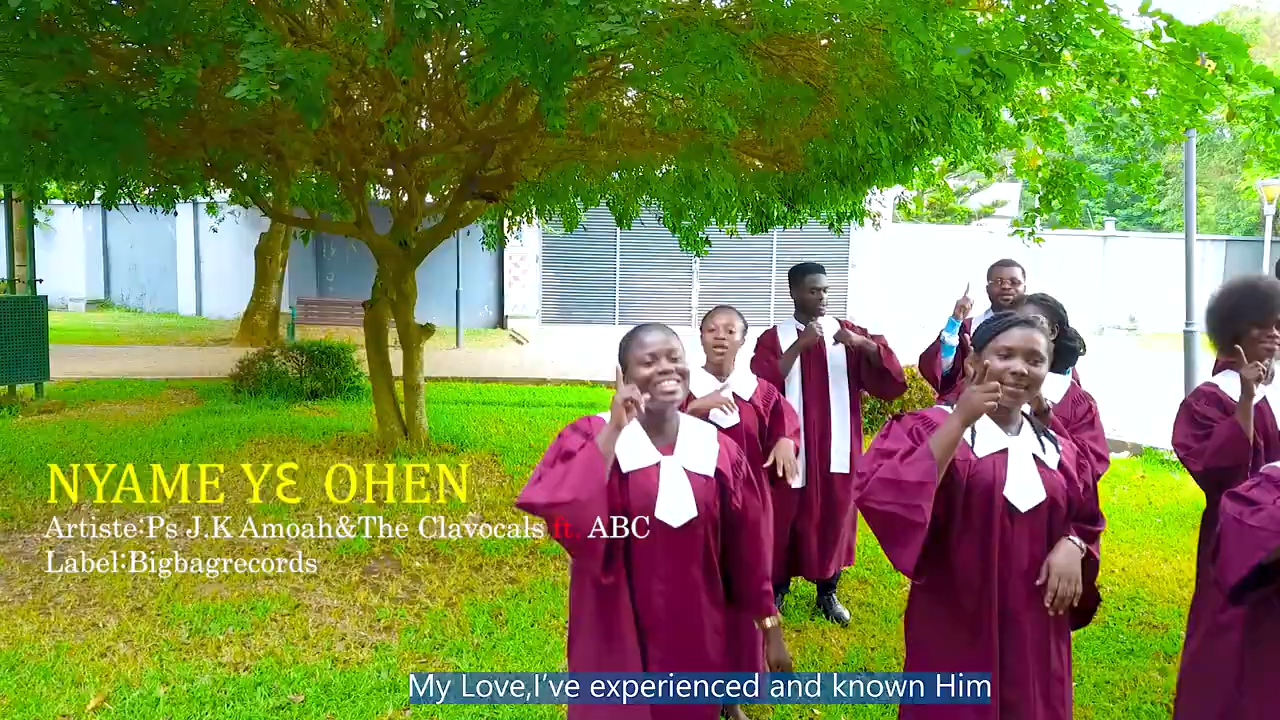 NYAME YƐ OHEN
Artiste:Ps J.K Amoah&The Clavocals ft. ABC
Label:Bigbagrecords
My Love,I've experienced and known Him